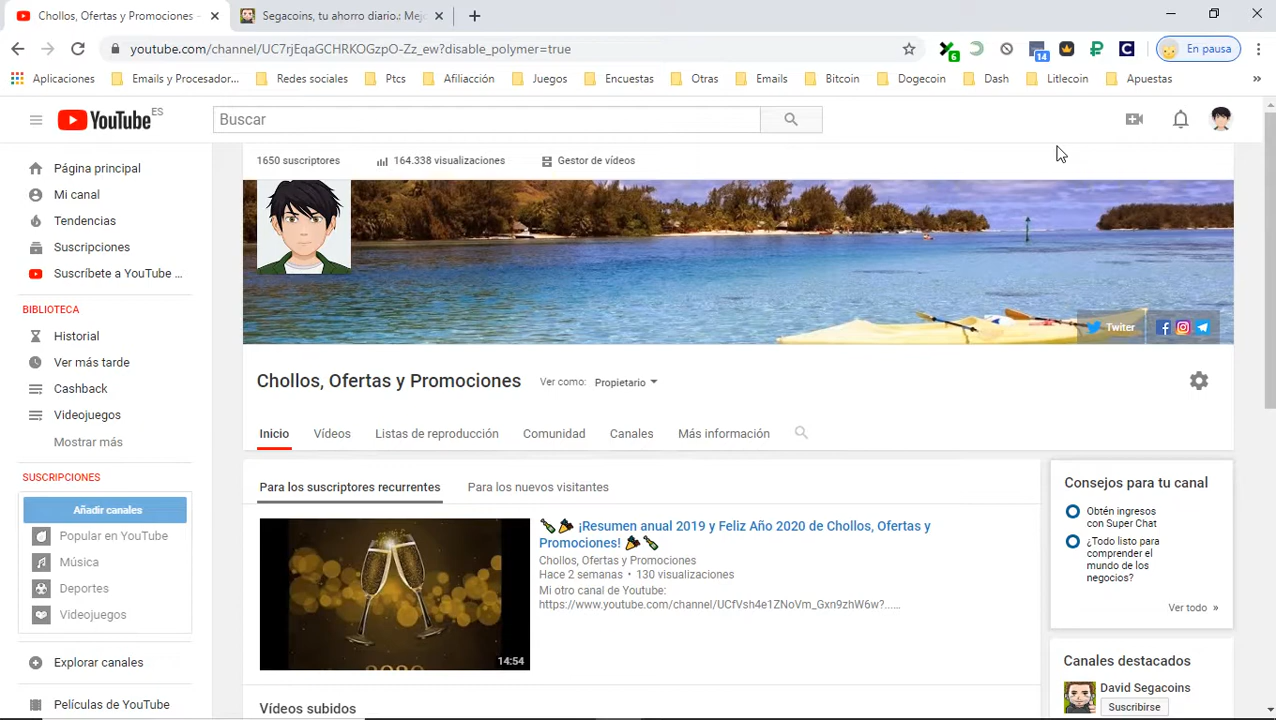 Chollos, Ofertas y Promociones -
Segacoins, tu ahorro diario.: Mej
youtube.com/channel/UC7rjEqaGCHRKOGzpO-Zz_ew?disable_polymer=true
6
14
En pausa
Aplicaciones
Emails y Procesador...
Redes sociales
Ptcs
Afiliacción
Juegos
Encuestas
Otras
Emails
Bitcoin
Dogecoin
Dash
Litlecoin
Apuestas
»
YouTube ES
Buscar
Página principal
Mi canal
Tendencias
Suscripciones
Suscríbete a YouTube ...
BIBLIOTECA
Historial
Ver más tarde
Cashback
Videojuegos
Mostrar más
SUSCRIPCIONES
Añadir canales
Popular en YouTube
Música
Deportes
Videojuegos
Explorar canales
Películas de YouTube
1650 suscriptores
164.338 visualizaciones
Gestor de vídeos
Twiter
Chollos, Ofertas y Promociones
Ver como: Propietario
Inicio
Vídeos
Listas de reproducción
Comunidad
Canales
Más información
Para los suscriptores recurrentes
Para los nuevos visitantes
14:54
¡Resumen anual 2019 y Feliz Año 2020 de Chollos, Ofertas y
Promociones!
Chollos, Ofertas y Promociones
Hace 2 semanas • 130 visualizaciones
Mi otro canal de Youtube:
https://www.youtube.com/channel/UCfVsh4e1ZNoVm_Gxn9zhW6w?......
Vídeos subidos
Consejos para tu canal
Obtén ingresos
con Super Chat
¿Todo listo para
comprender el
mundo de los
negocios?
Ver todo »
Canales destacados
David Segacoins
Suscribirse